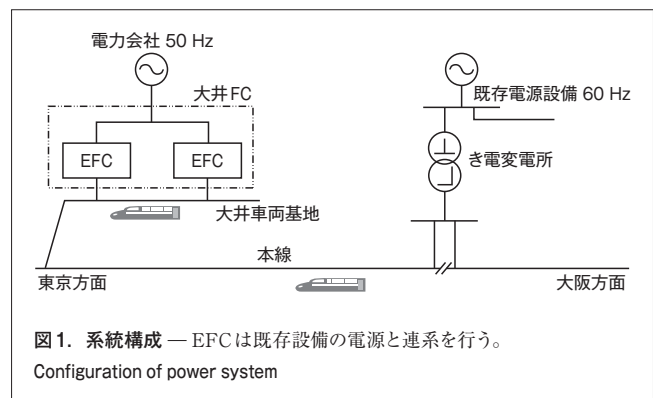 電力会社 50 Hz
大井FC
既存電源設備 60 Hz
EFC
EFC
き電変電所
大井車両基地
本線
東京方面
大阪方面
図1. 系統構成 — EFCは既存設備の電源と連系を行う。
Configuration of power system